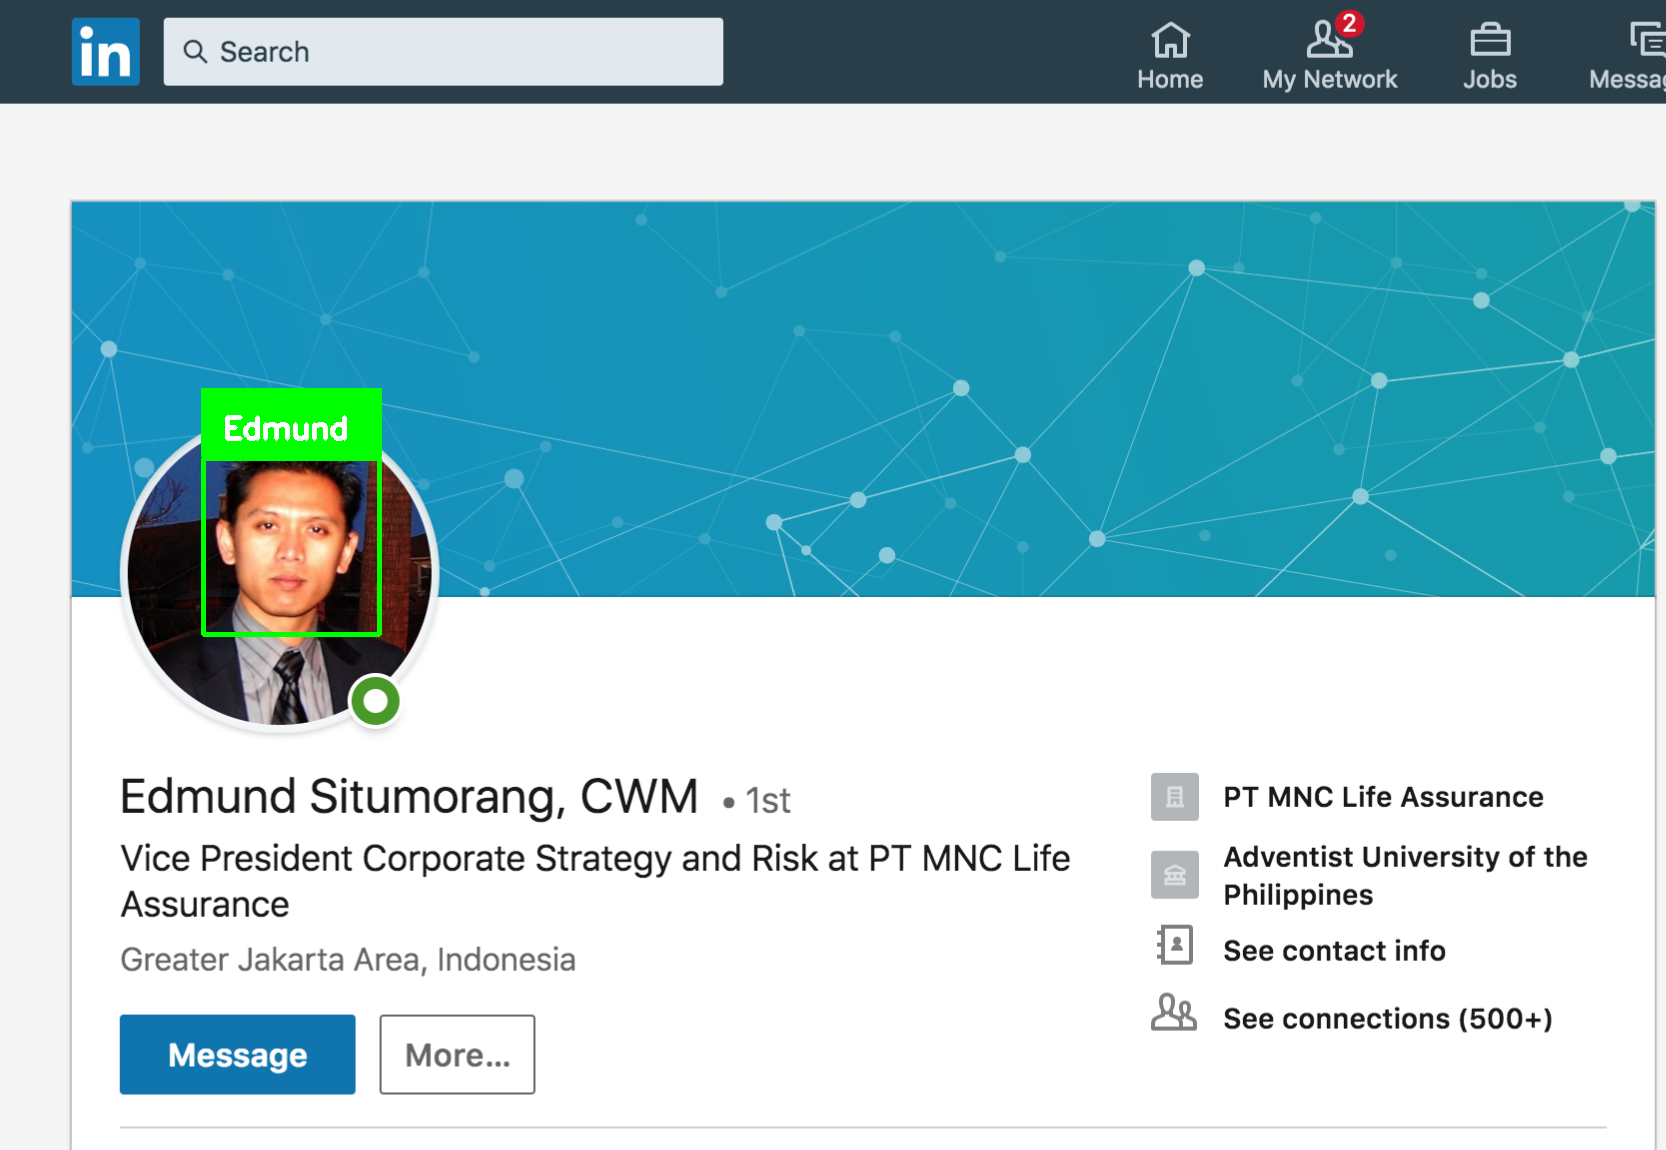 in
Search
Home
2
My Network
Jobs
Messag
Edmund
Edmund Situmorang, CWM • 1st
Vice President Corporate Strategy and Risk at PT MNC Life
Assurance
Greater Jakarta Area, Indonesia
Message
More...
PT MNC Life Assurance
Adventist University of the
Philippines
See contact info
See connections (500+)